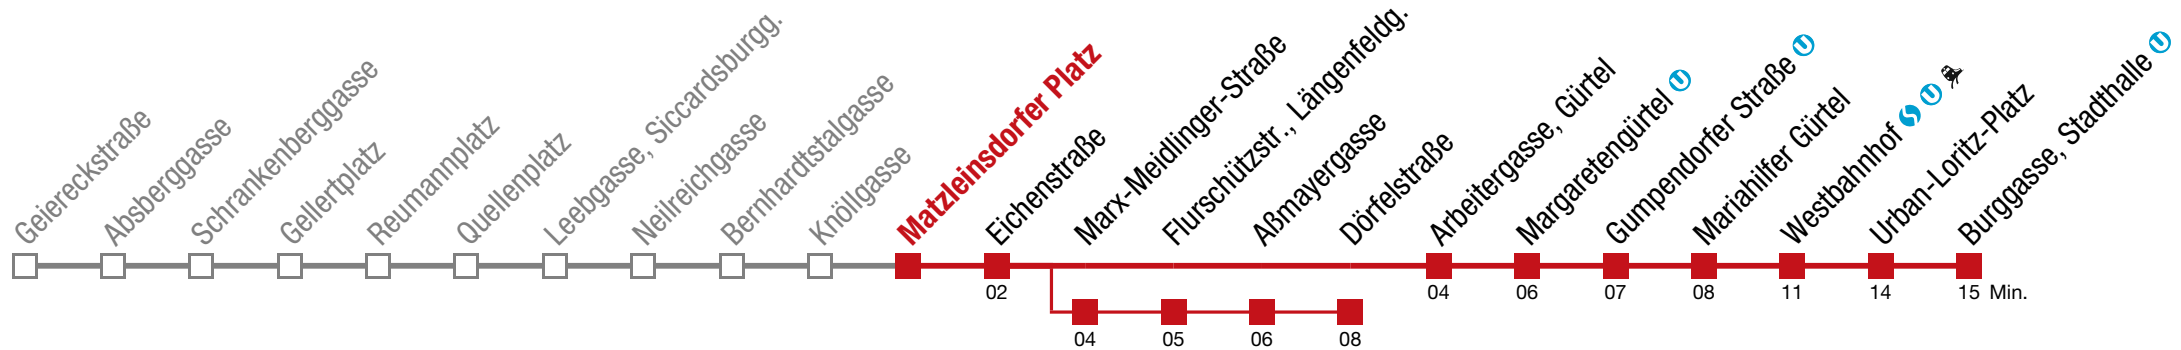 Geiereckstraße
Absberggasse
Schrankenberggasse
Gellertplatz
Reumannplatz
Quellenplatz
Leebgasse, Siccardsburgg.
Neilreichgasse
Bernhardtstalgasse
Knöllgasse
Matzleinsdorfer Platz
Eichenstraße
Marx-Meidlinger-Straße
Flurschützstr., Längenfeldg.
Aßmayergasse
Dörfelstraße
Arbeitergasse, Gürtel
Margaretengürtel U
Gumpendorfer Straße U
Mariahilfer Gürtel
Westbahnhof S U
Urban-Loritz-Platz
Burggasse, Stadthalle U
02 04 06 07 08 11 14 15 Min.
04 05 06 08